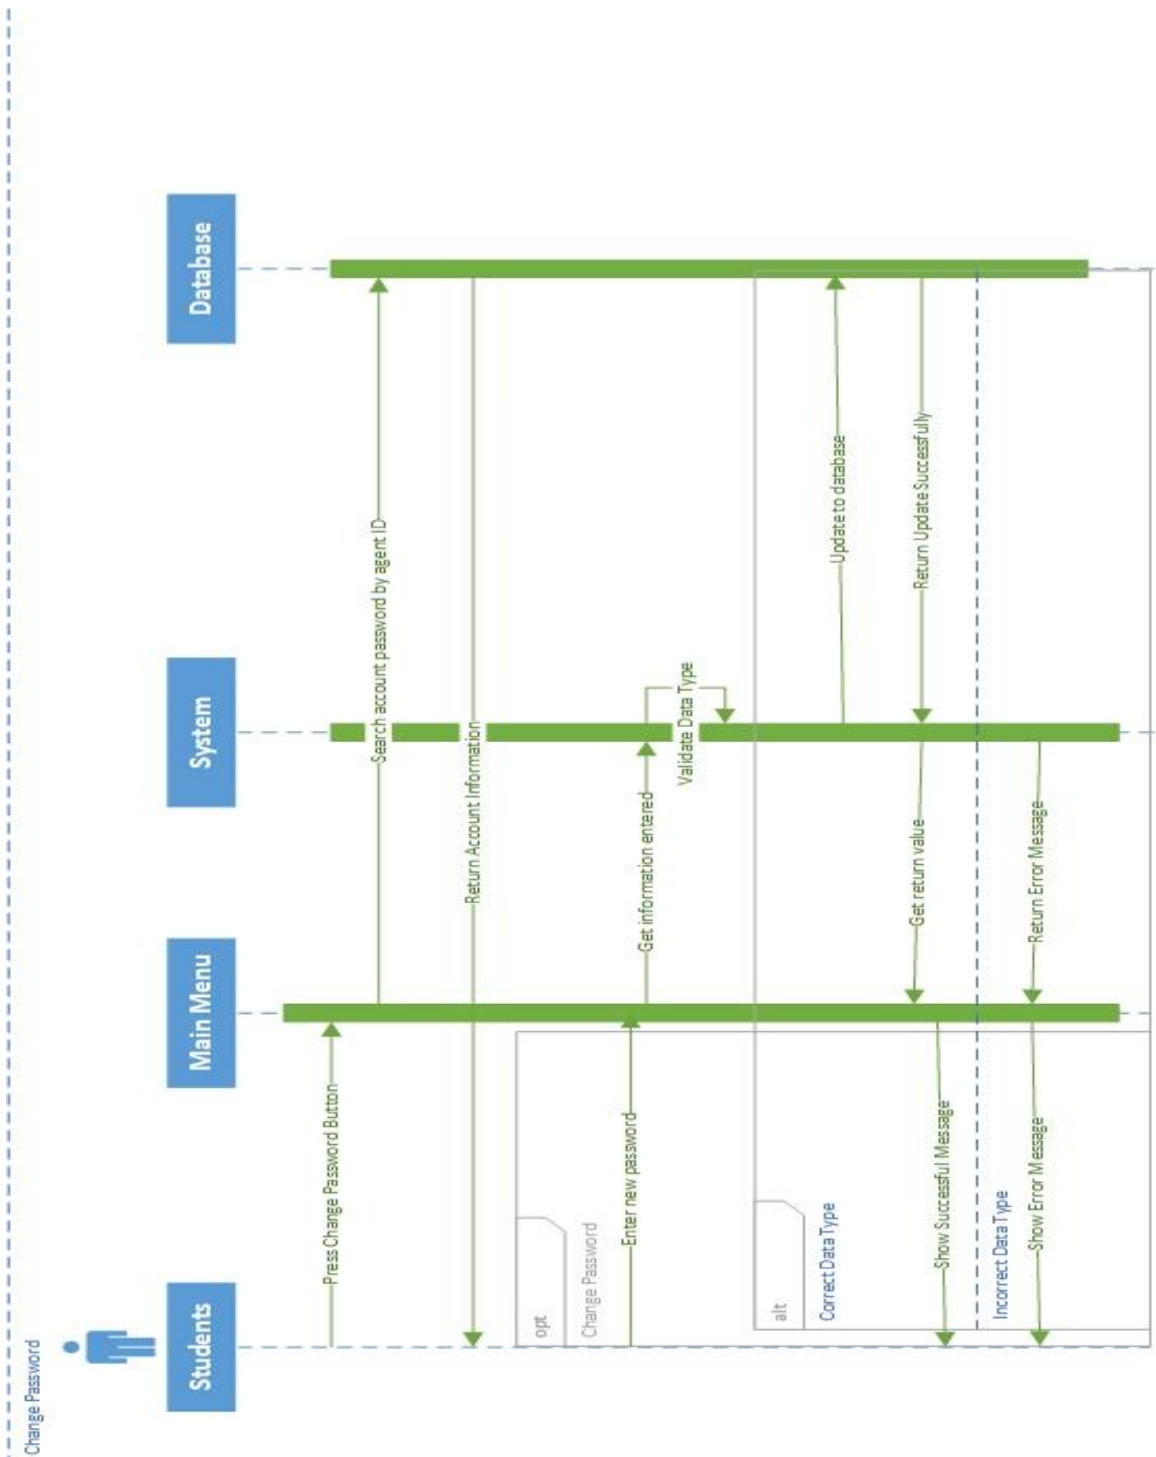 Change Password
Students
Main Menu
System
Database
Press Change Password Button
Search account password by agent ID
Return Account Information
opt
Change Password
Enter new password
Get information entered
Validate Data Type
alt
Correct Data Type
Update to database
Return Update Successfully
Get return value
Show Successful Message
Incorrect Data Type
Return Error Message
Show Error Message